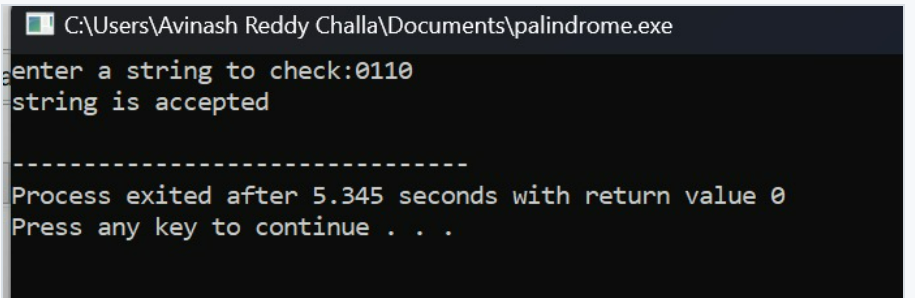 C:\Users\Avinash Reddy Challa\Documents\palindrome.exe
enter a string to check:0110
string is accepted
--------------------------------
Process exited after 5.345 seconds with return value 0
Press any key to continue . . .